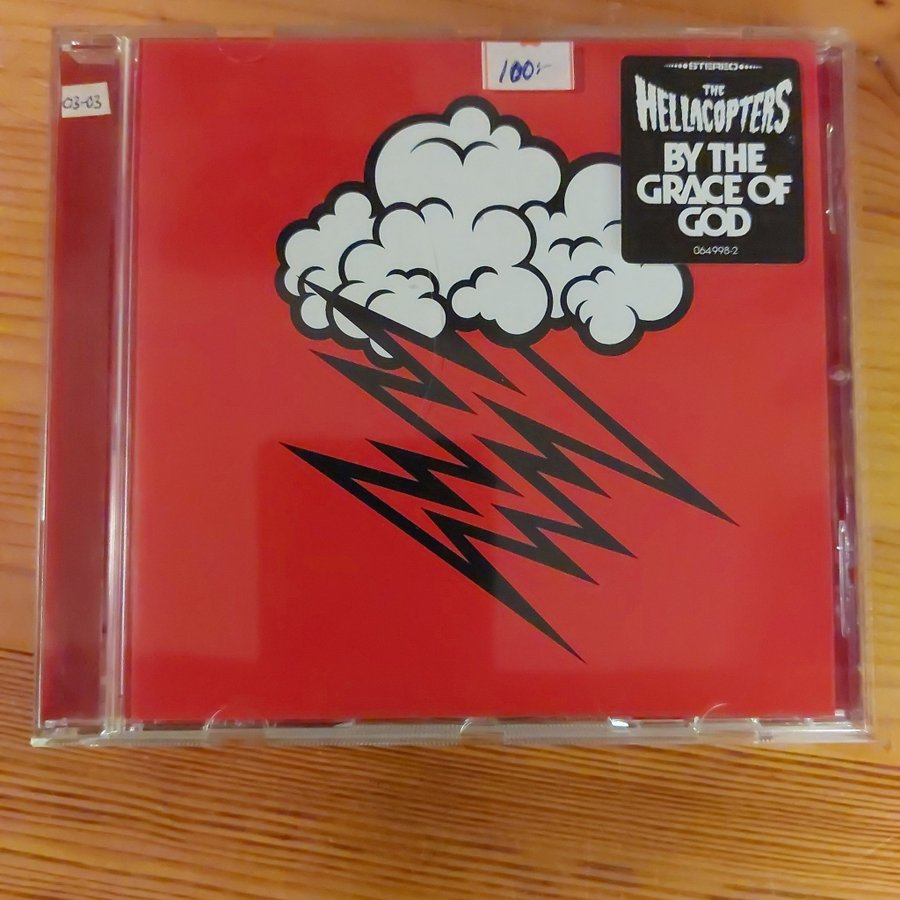 03-03
100:-
STEREO
THE
HELLACOPTERS
BY THE
GRACE OF
GOD
064998-2